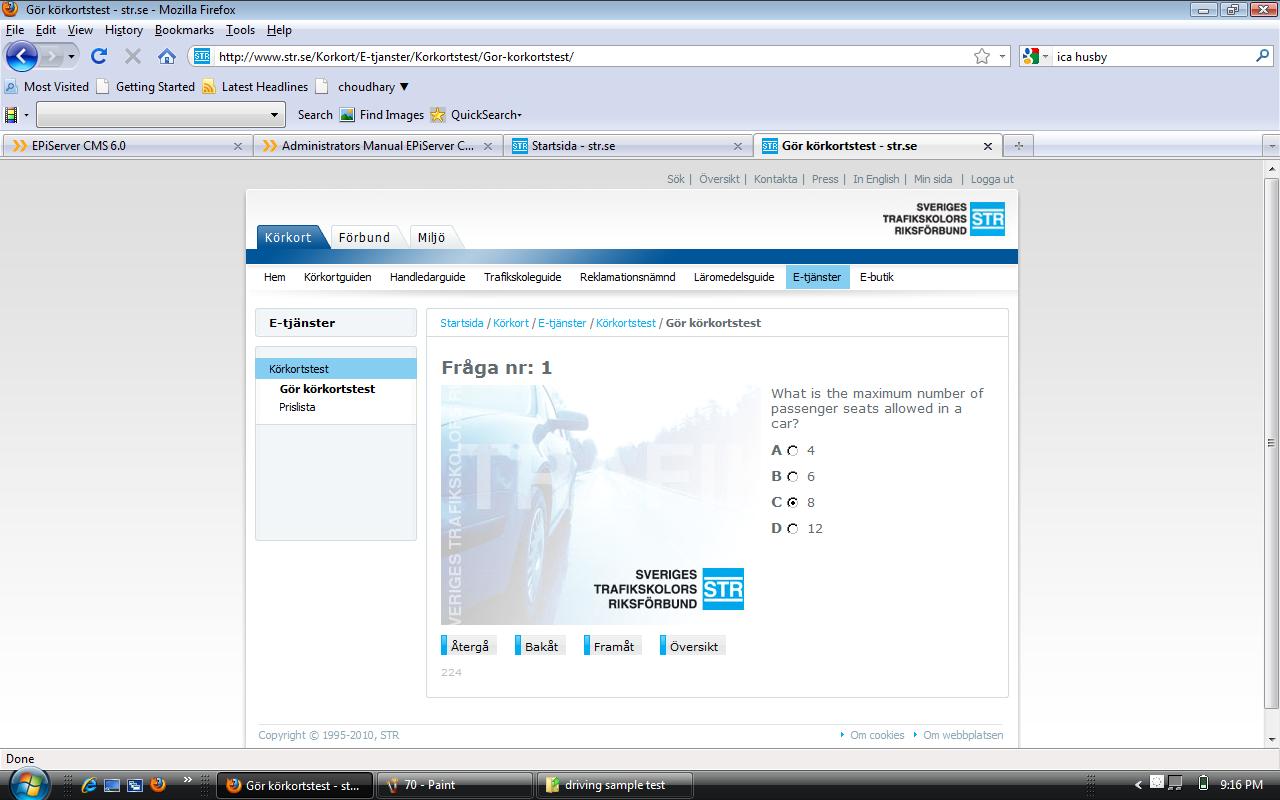 Gör körkortstest - str.se - Mozilla Firefox
File Edit View History Bookmarks Tools Help
STR http://www.str.se/Korkort/E-tjanster/Korkortstest/Gor-korkortstest/ ica husby
Most Visited Getting Started Latest Headlines choudhary
Search Find Images QuickSearch
EPiServer CMS 6.0 Administrators Manual EPiServer C... STR Startsida - str.se STR Gör körkortstest - str.se
Sök | Översikt | Kontakta | Press | In English | Min sida | Logga ut
SVERIGES
TRAFIKSKOLORS
RIKSFÖRBUND
STR
Körkort Förbund Miljö
Hem Körkortguiden Handledarguide Trafikskoleguide Reklamationsnämnd Läromedelsguide E-tjänster E-butik
E-tjänster
Körkortstest
Gör körkortstest
Prislista
Startsida / Körkort / E-tjänster / Körkortstest / Gör körkortstest
Fråga nr: 1
What is the maximum number of
passenger seats allowed in a
car?
A 4
B 6
C 8
D 12
SVERIGES
TRAFIKSKOLORS
RIKSFÖRBUND
STR
Återgå Bakåt Framåt Översikt
224
Copyright © 1995-2010, STR Om cookies Om webbplatsen
Done
Gör körkortstest - st... 70 - Paint driving sample test 9:16 PM